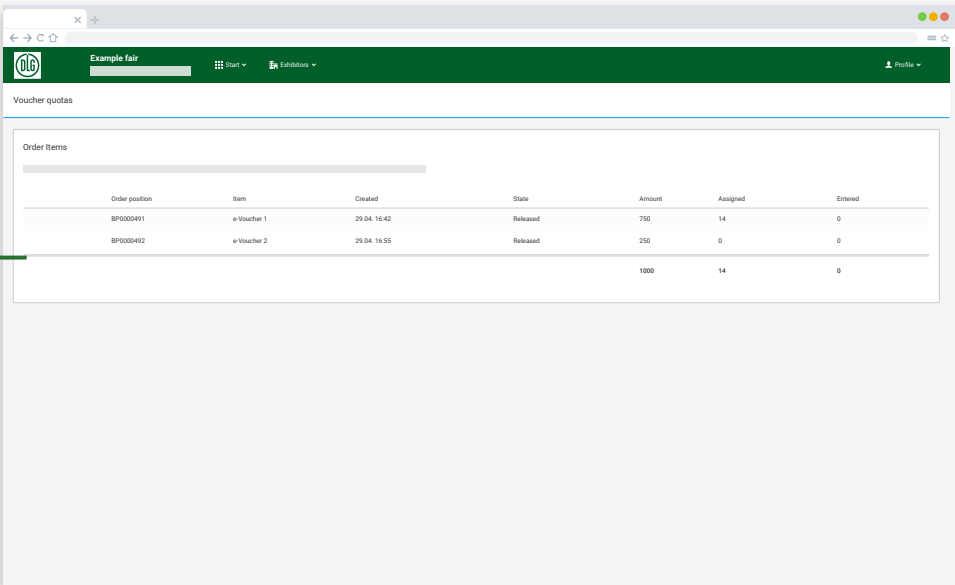 DLG
Example fair
Start
Exhibitors
Profile
Voucher quotas
Order Items
Order position Item Created State Amount Assigned Entered
BP0000491 e-Voucher 1 29.04. 16:42 Released 750 14 0
BP0000492 e-Voucher 2 29.04. 16:55 Released 250 0 0
1000 14 0